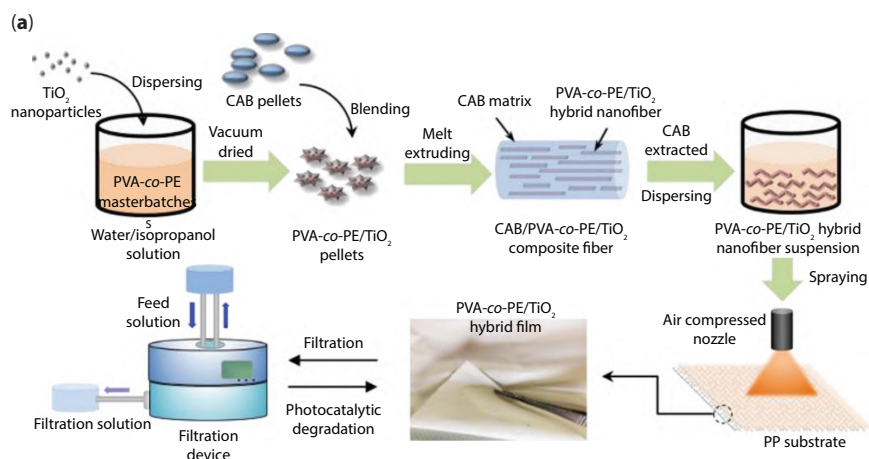 (a)
TiO2
nanoparticles
Dispersing
CAB pellets
Blending
PVA-co-PE
masterbatches
s
Water/isopropanol
solution
Vacuum
dried
PVA-co-PE/TiO2
pellets
Melt
extruding
CAB matrix
PVA-co-PE/TiO2
hybrid nanofiber
CAB/PVA-co-PE/TiO2
composite fiber
CAB
extracted
Dispersing
PVA-co-PE/TiO2 hybrid
nanofiber suspension
Spraying
Air compressed
nozzle
PP substrate
PVA-co-PE/TiO2
hybrid film
Filtration
Photocatalytic
degradation
Feed
solution
Filtration solution
Filtration
device